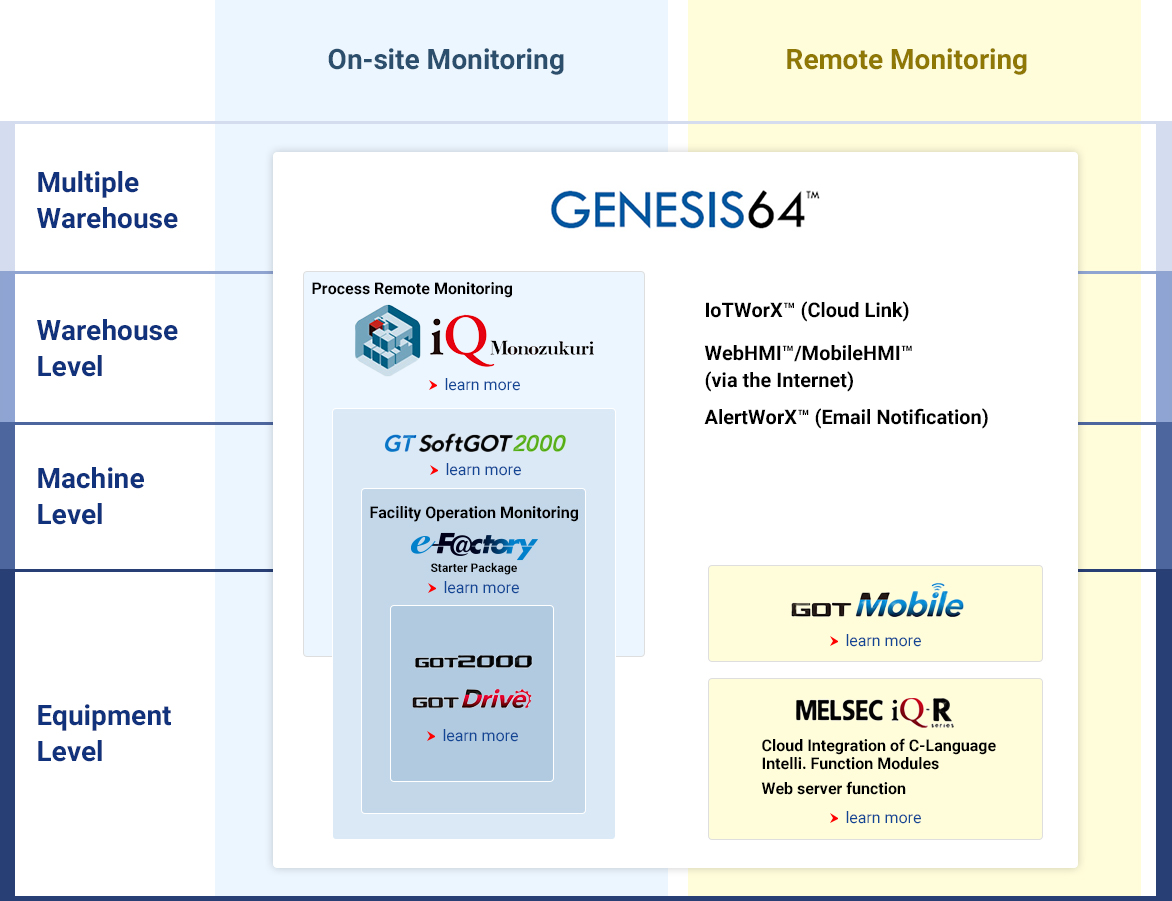 On-site Monitoring
Remote Monitoring
Multiple
Warehouse
GENESIS64™
Warehouse
Level
Process Remote Monitoring
iQ Monozukuri
learn more
IoTWorX™ (Cloud Link)
WebHMI™/MobileHMI™
(via the Internet)
AlertWorX™ (Email Notification)
Machine
Level
GT SoftGOT2000
learn more
Facility Operation Monitoring
e-F@ctory
Starter Package
learn more
Equipment
Level
GOT2000
GOT Drive
learn more
GOT Mobile
learn more
MELSEC iQ-R
series
Cloud Integration of C-Language
Intelli. Function Modules
Web server function
learn more